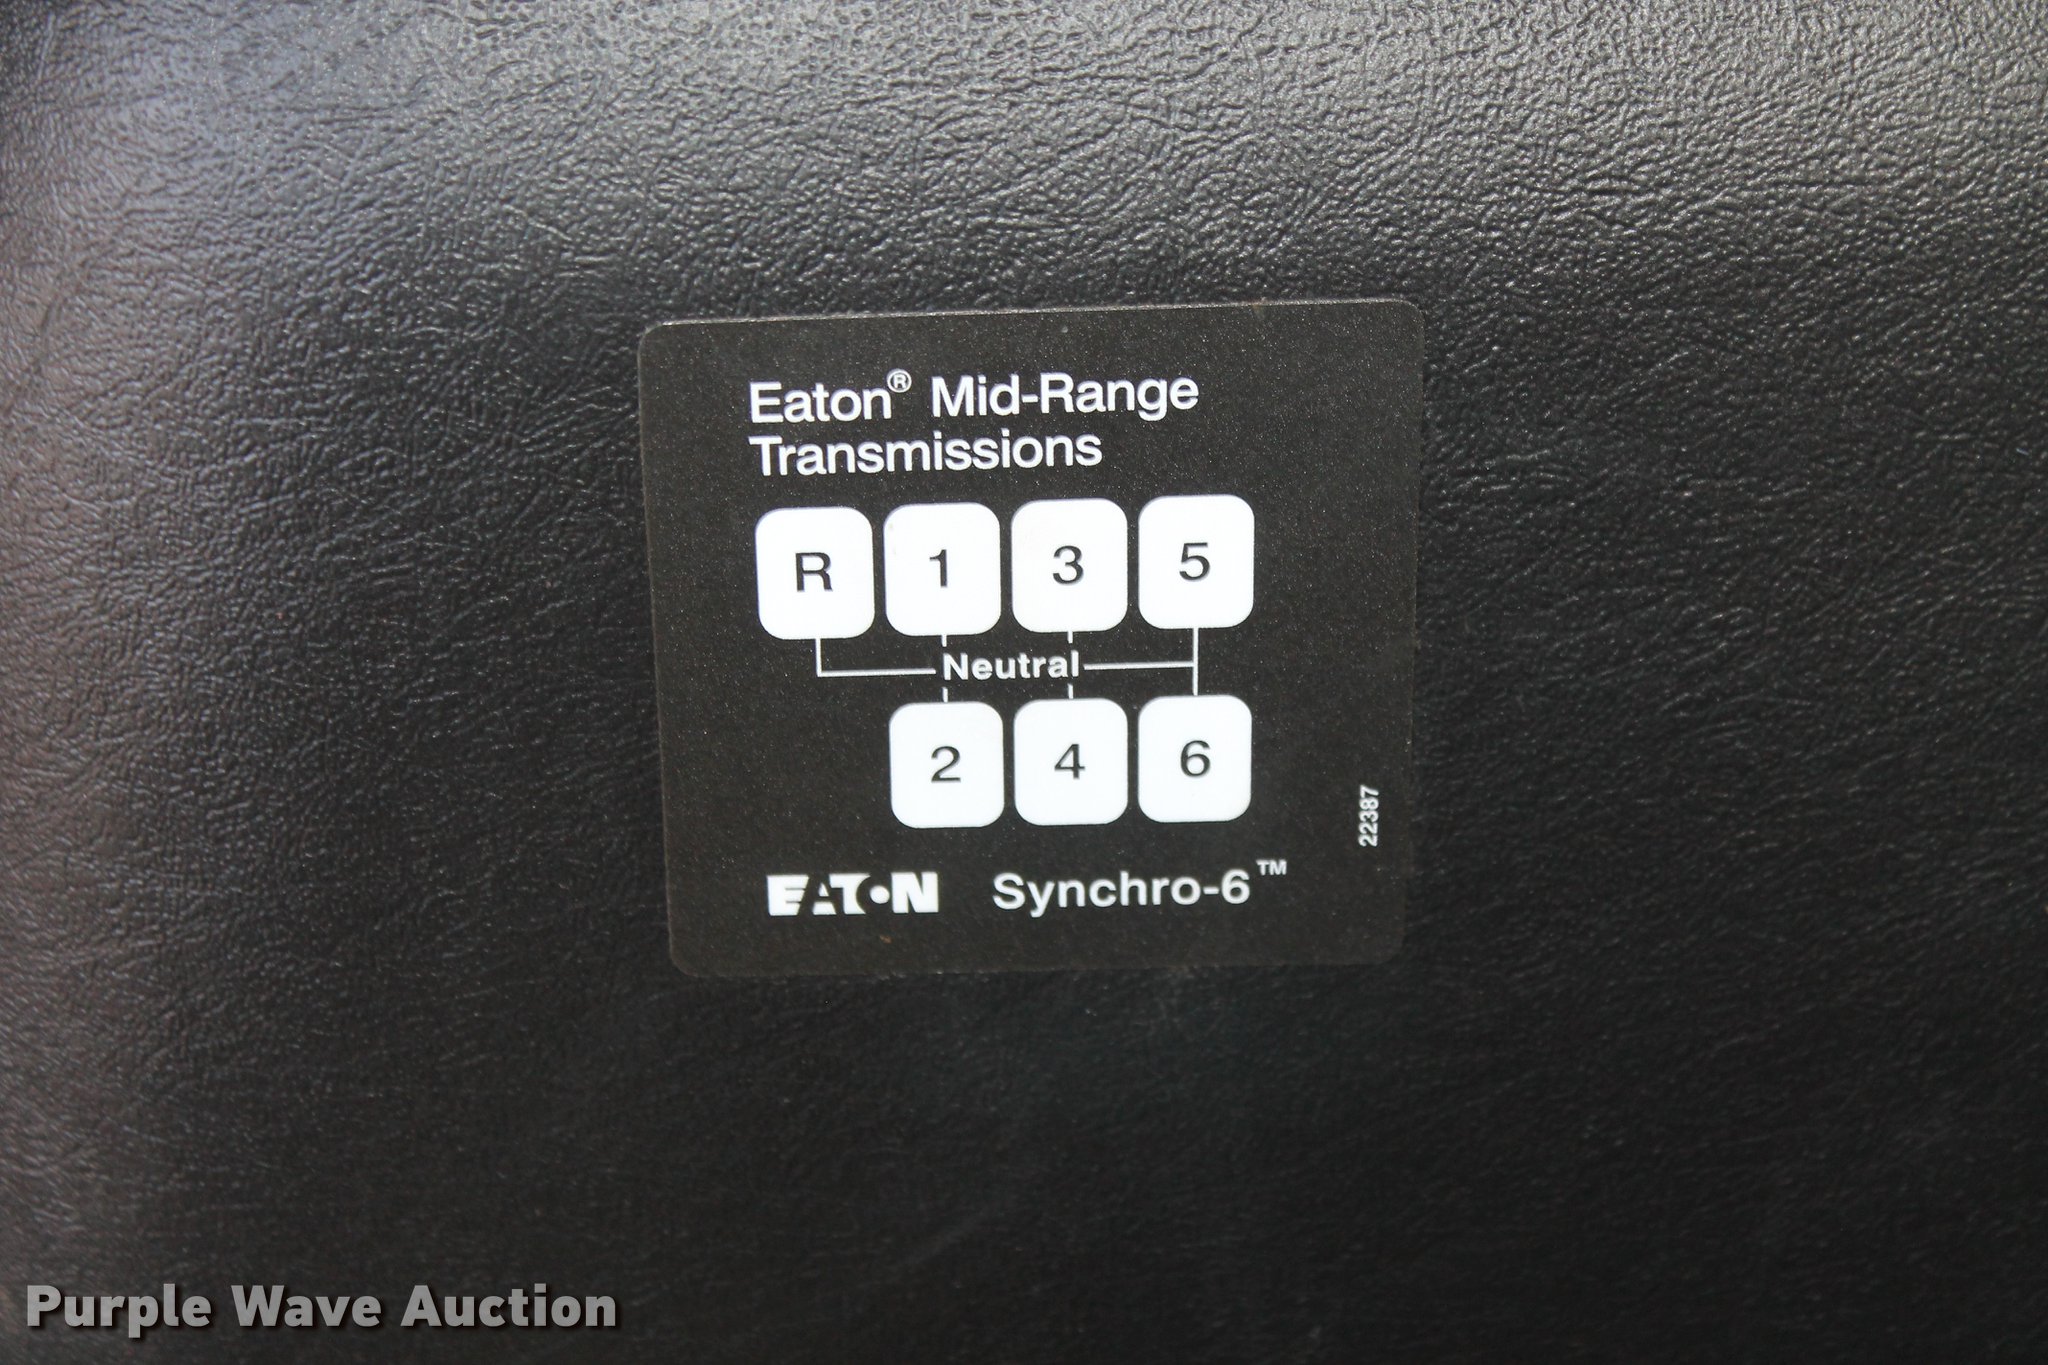 Eaton® Mid-Range
Transmissions
R 1 3 5
Neutral
2 4 6
EATON Synchro-6™
22387
Purple Wave Auction